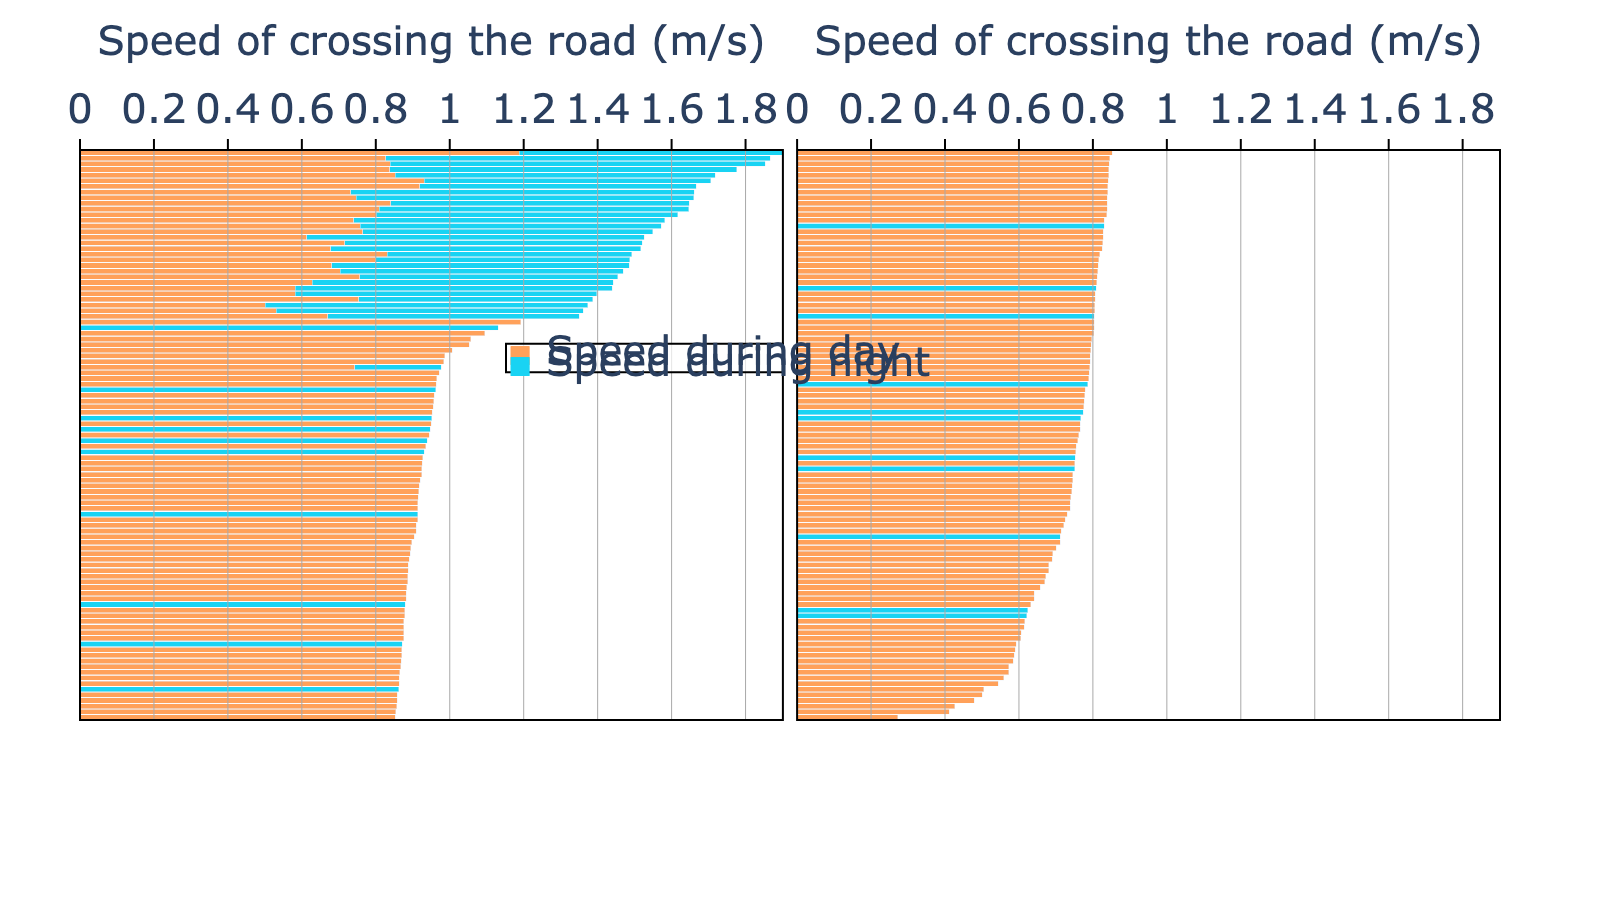 Speed of crossing the road (m/s) Speed of crossing the road (m/s)
0 0.2 0.4 0.6 0.8 1 1.2 1.4 1.6 1.8 0 0.2 0.4 0.6 0.8 1 1.2 1.4 1.6 1.8
Speed during day
Speed during night